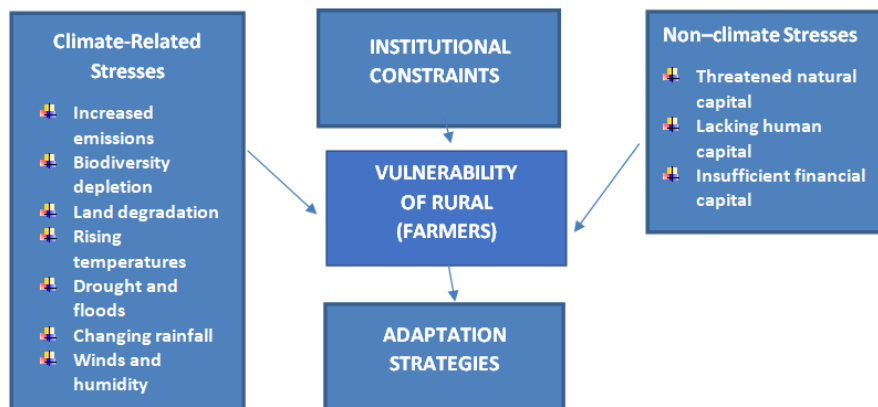 Climate-Related
Stresses
Increased
emissions
Biodiversity
depletion
Land degradation
Rising
temperatures
Drought and
floods
Changing rainfall
Winds and
humidity
INSTITUTIONAL
CONSTRAINTS
VULNERABILITY
OF RURAL
(FARMERS)
ADAPTATION
STRATEGIES
Non–climate Stresses
Threatened natural
capital
Lacking human
capital
Insufficient financial
capital